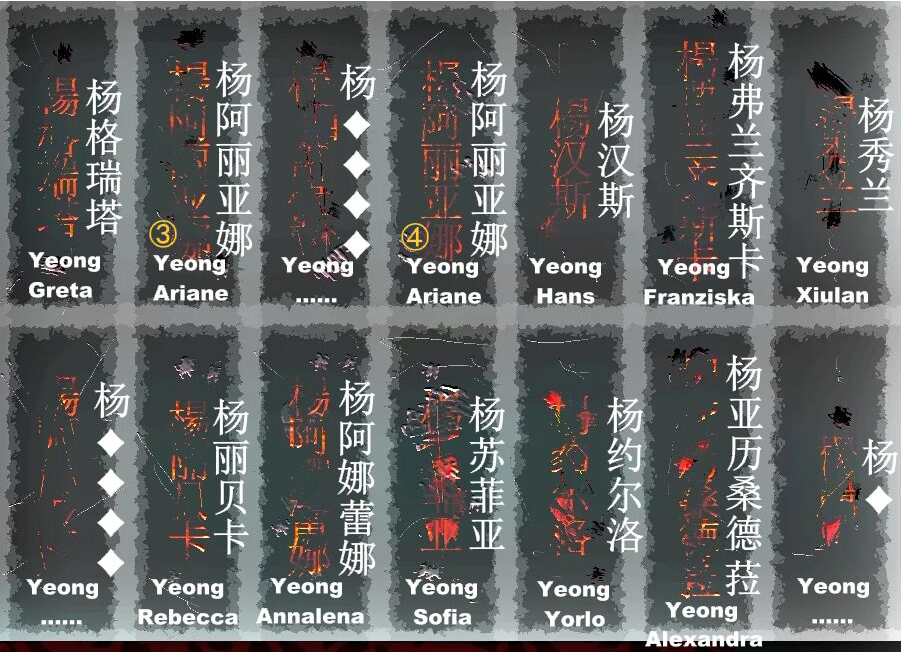 杨格瑞塔
Yeong
Greta
杨阿丽亚娜
③
Yeong
Ariane
杨◆◆◆◆
Yeong
......
杨阿丽亚娜
④
Yeong
Ariane
杨汉斯
Yeong
Hans
杨弗兰齐斯卡
Yeong
Franziska
杨秀兰
Yeong
Xiulan
杨◆◆◆◆
Yeong
......
杨丽贝卡
Yeong
Rebecca
杨阿娜蕾娜
Yeong
Annalena
杨苏菲亚
Yeong
Sofia
杨约尔洛
Yeong
Yorlo
杨亚历桑德菈
Yeong
Alexandra
杨◆
Yeong
......